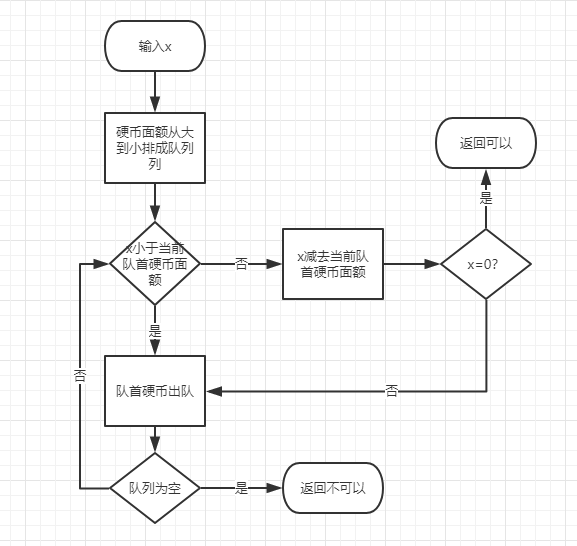 输入x
硬币面额从大
到小排成队列
列
返回可以
是
x小于当前
队首硬币面
额
否
x减去当前队
首硬币面额
x=0?
是
否
队首硬币出队
否
队列为空
是
返回不可以